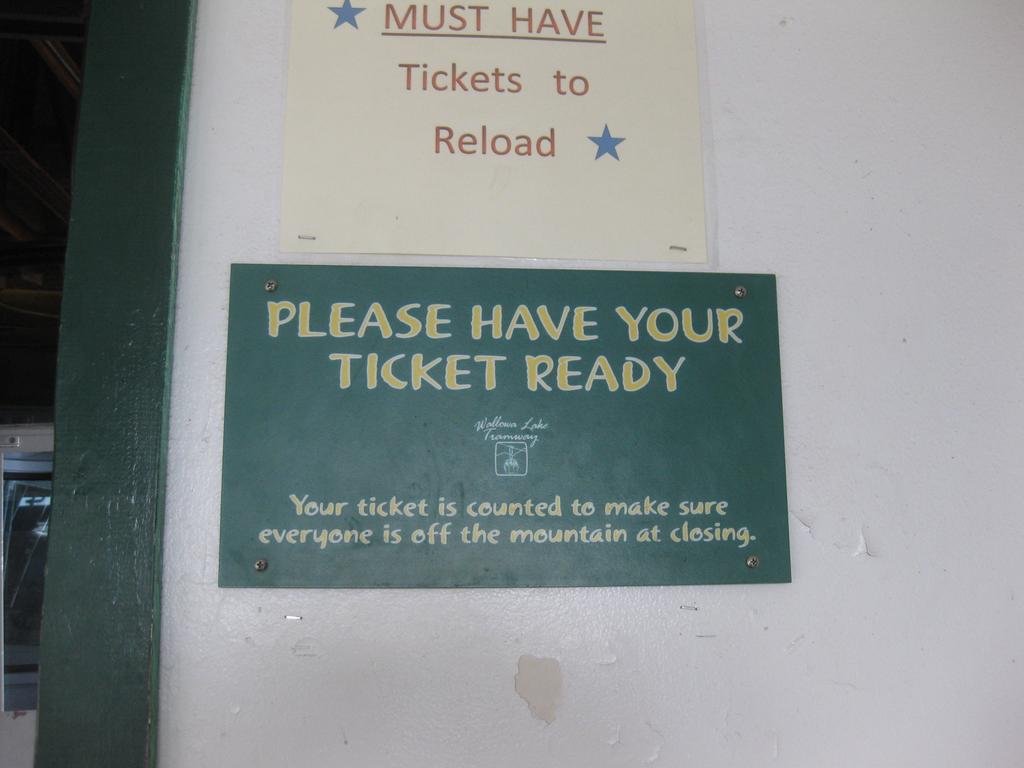 MUST HAVE
Tickets to
Reload
PLEASE HAVE YOUR
TICKET READY
Wallowa Lake
Tramway
Your ticket is counted to make sure
everyone is off the mountain at closing.